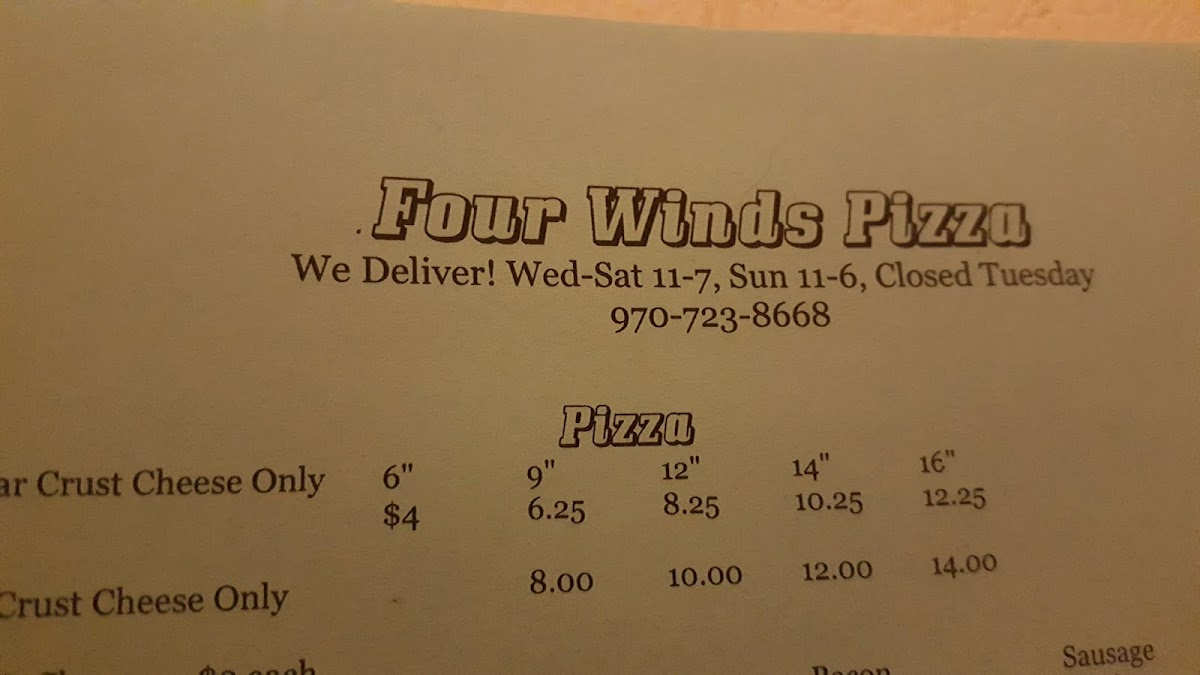 Four Winds Pizza
We Deliver! Wed-Sat 11-7, Sun 11-6, Closed Tuesday
970-723-8668
Pizza
ar Crust Cheese Only 6" 9" 12" 14" 16"
$4 6.25 8.25 10.25 12.25
Crust Cheese Only 8.00 10.00 12.00 14.00
each Bacon Sausage